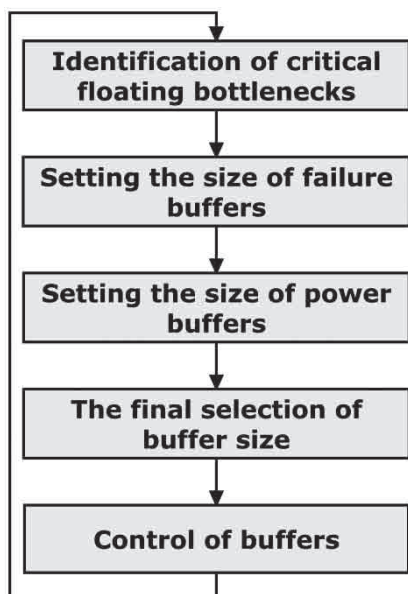 Identification of critical
floating bottlenecks
Setting the size of failure
buffers
Setting the size of power
buffers
The final selection of
buffer size
Control of buffers